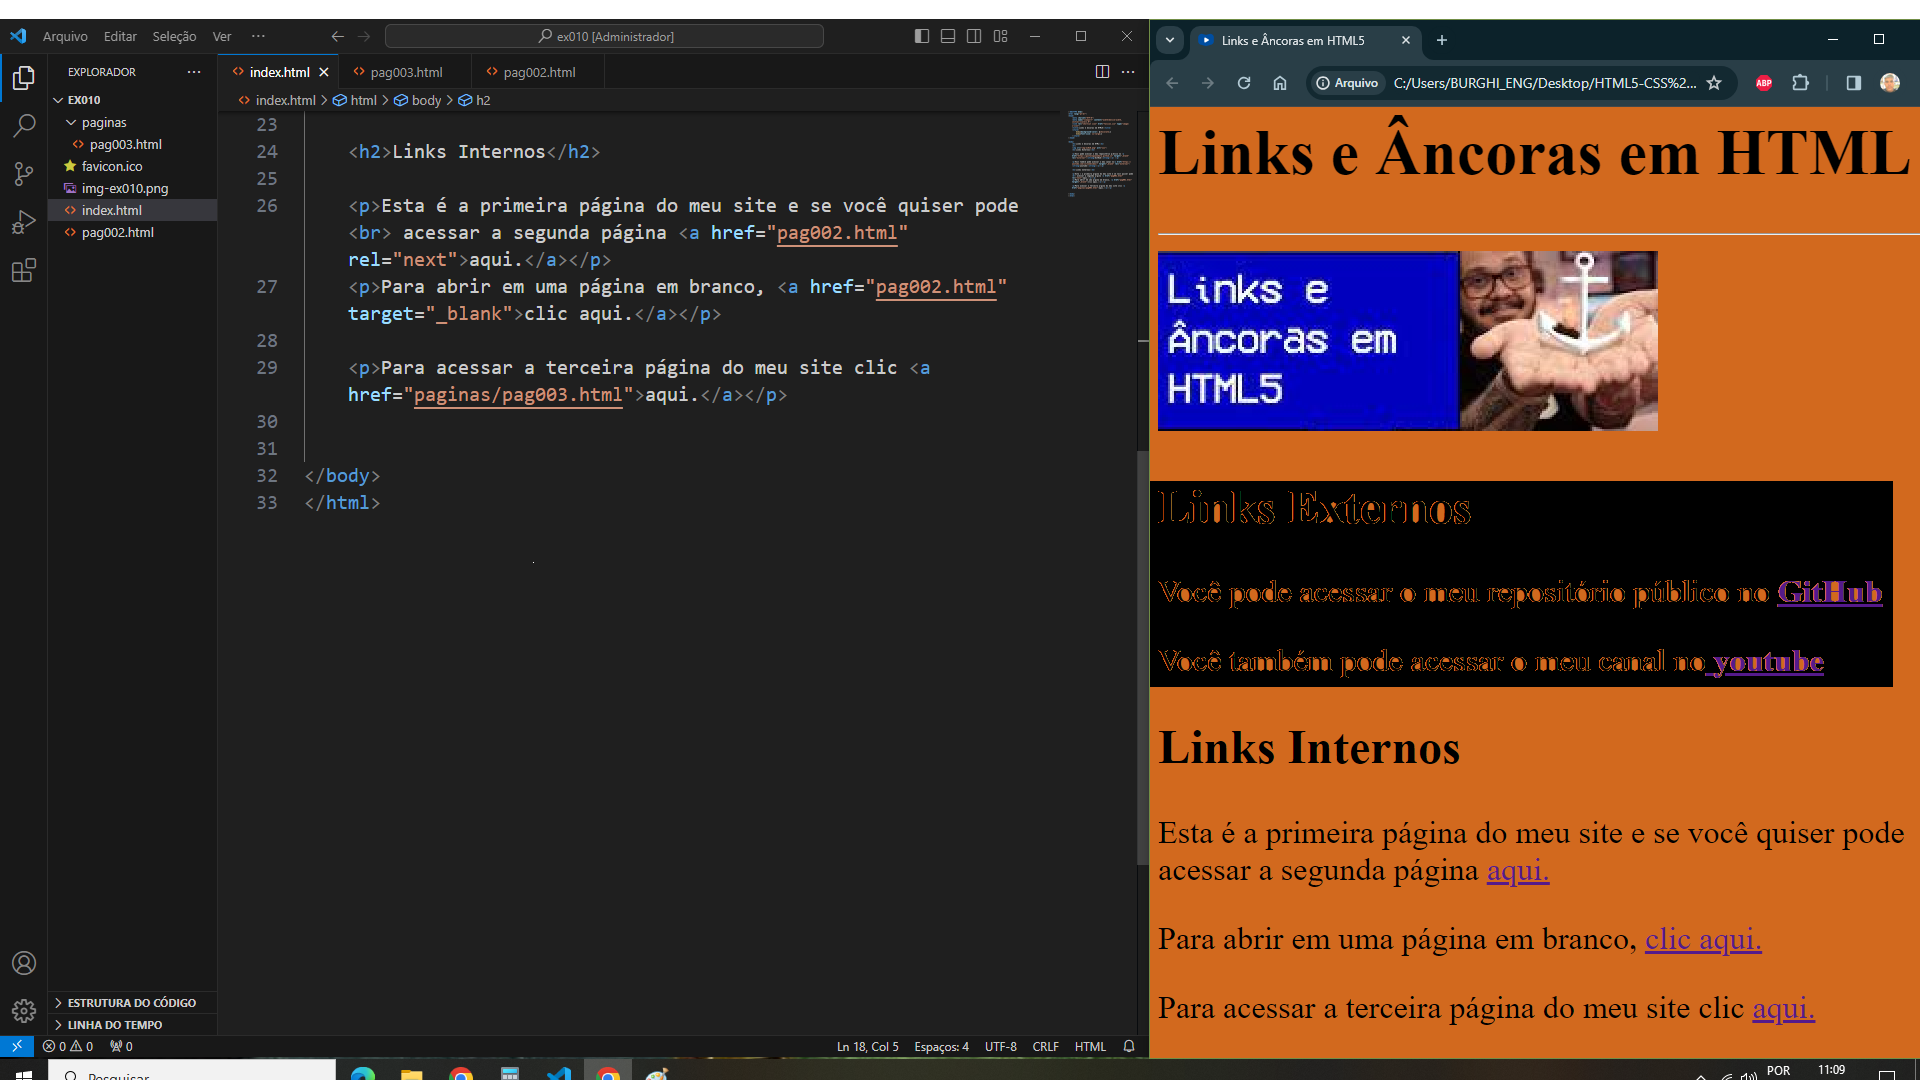 Arquivo Editar Seleção Ver ···
ex010 [Administrador]
EXPLORADOR ···
EX010
paginas
pag003.html
favicon.ico
img-ex010.png
index.html
pag002.html
ESTRUTURA DO CÓDIGO
LINHA DO TEMPO
index.html pag003.html pag002.html
index.html > html > body > h2
23
24 <h2>Links Internos</h2>
25
26 <p>Esta é a primeira página do meu site e se você quiser pode
<br> acessar a segunda página <a href="pag002.html"
rel="next">aqui.</a></p>
27 <p>Para abrir em uma página em branco, <a href="pag002.html"
target="_blank">clic aqui.</a></p>
28
29 <p>Para acessar a terceira página do meu site clic <a
href="paginas/pag003.html">aqui.</a></p>
30
31
32 </body>
33 </html>
0 0 0
Ln 18, Col 5 Espaços: 4 UTF-8 CRLF HTML
Links e Âncoras em HTML5
Arquivo C:/Users/BURGHI_ENG/Desktop/HTML5-CSS%2...
ABP
Links e Âncoras em HTML
Links e
Âncoras em
HTML5
Links Externos
Você pode acessar o meu repositório público no GitHub
Você também pode acessar o meu canal no youtube
Links Internos
Esta é a primeira página do meu site e se você quiser pode
acessar a segunda página aqui.
Para abrir em uma página em branco, clic aqui.
Para acessar a terceira página do meu site clic aqui.
Pesquisar
POR
11:09